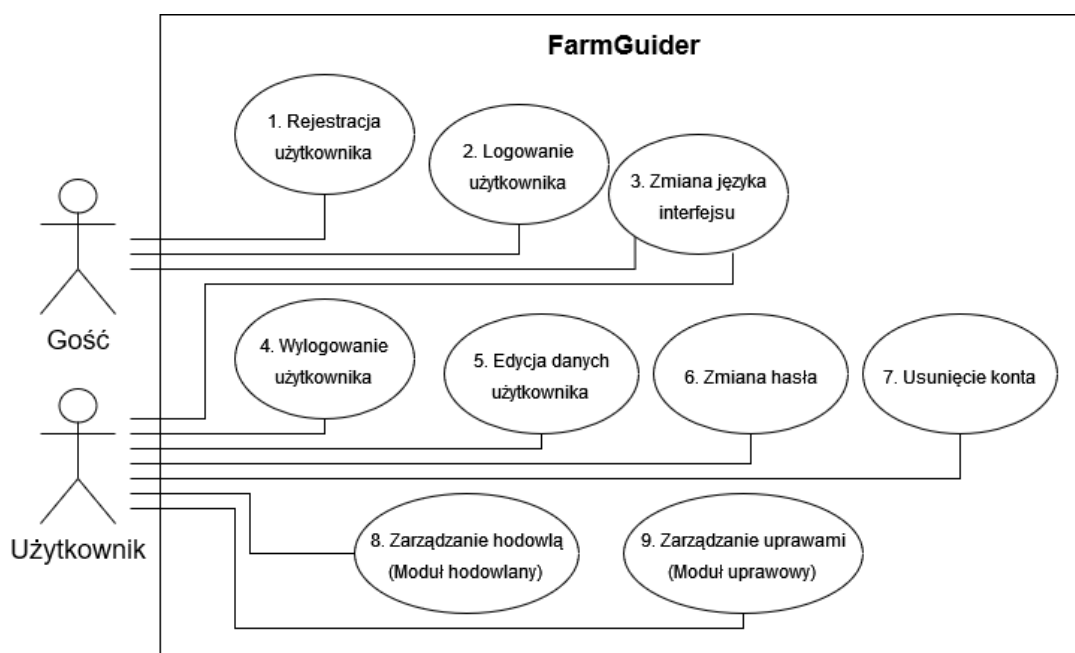 FarmGuider
1. Rejestracja
użytkownika
2. Logowanie
użytkownika
3. Zmiana języka
interfejsu
Gość
4. Wylogowanie
użytkownika
5. Edycja danych
użytkownika
6. Zmiana hasła
7. Usunięcie konta
Użytkownik
8. Zarządzanie hodowlą
(Moduł hodowlany)
9. Zarządzanie uprawami
(Moduł uprawowy)